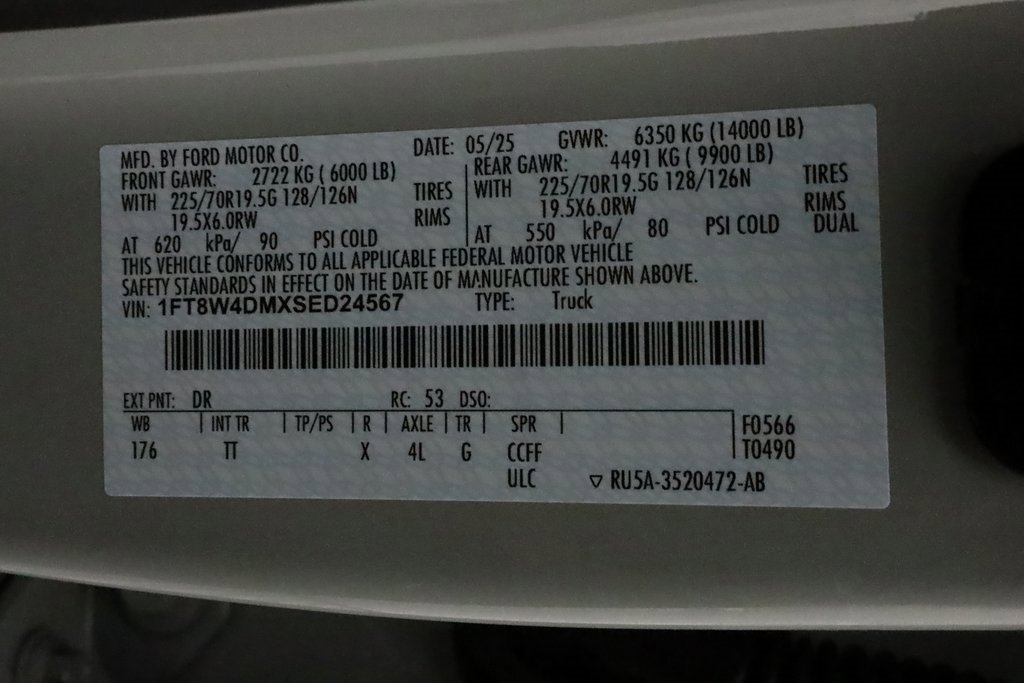 MFD. BY FORD MOTOR CO. DATE: 05/25 GVWR: 6350 KG (14000 LB)
FRONT GAWR: 2722 KG ( 6000 LB) REAR GAWR: 4491 KG ( 9900 LB)
WITH 225/70R19.5G 128/126N TIRES WITH 225/70R19.5G 128/126N TIRES
19.5X6.0RW RIMS 19.5X6.0RW RIMS
AT 620 kPa/ 90 PSI COLD AT 550 kPa/ 80 PSI COLD DUAL
THIS VEHICLE CONFORMS TO ALL APPLICABLE FEDERAL MOTOR VEHICLE
SAFETY STANDARDS IN EFFECT ON THE DATE OF MANUFACTURE SHOWN ABOVE.
VIN: 1FT8W4DMXSED24567 TYPE: Truck
EXT PNT: DR RC: 53 DSO:
WB INT TR TP/PS R AXLE TR SPR F0566
176 TT X 4L G CCFF T0490
ULC ▽ RU5A-3520472-AB